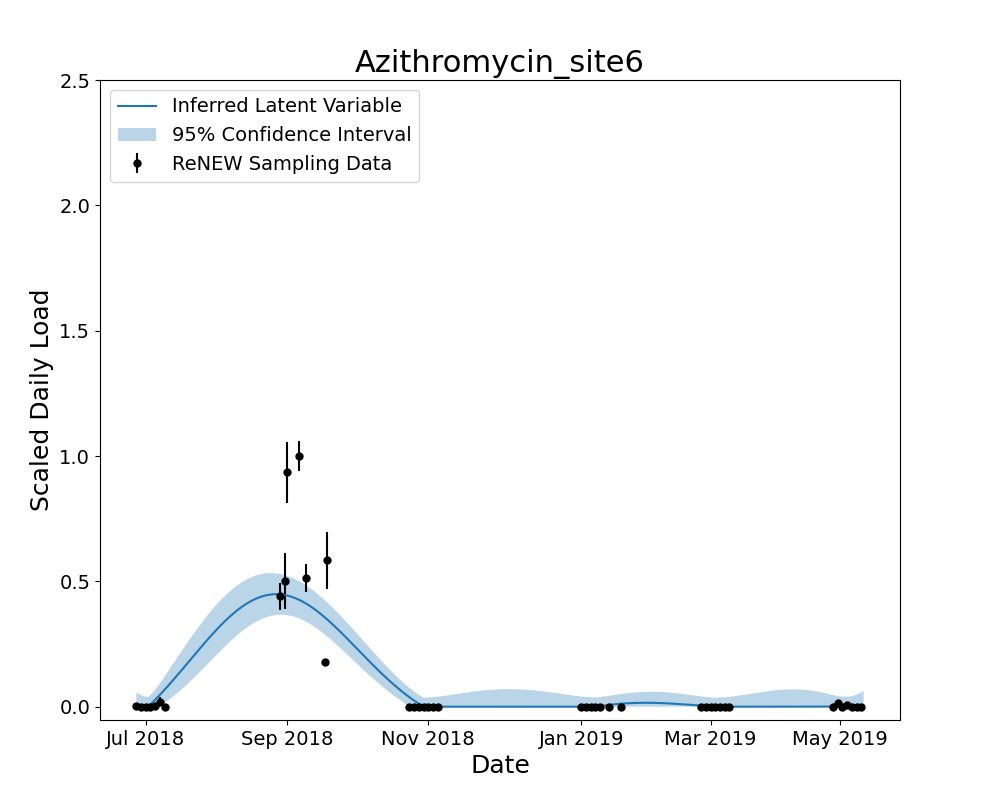 Azithromycin_site6
2.5
Inferred Latent Variable
95% Confidence Interval
ReNEW Sampling Data
2.0
1.5
1.0
0.5
0.0
Scaled Daily Load
Jul 2018 Sep 2018 Nov 2018 Jan 2019 Mar 2019 May 2019
Date